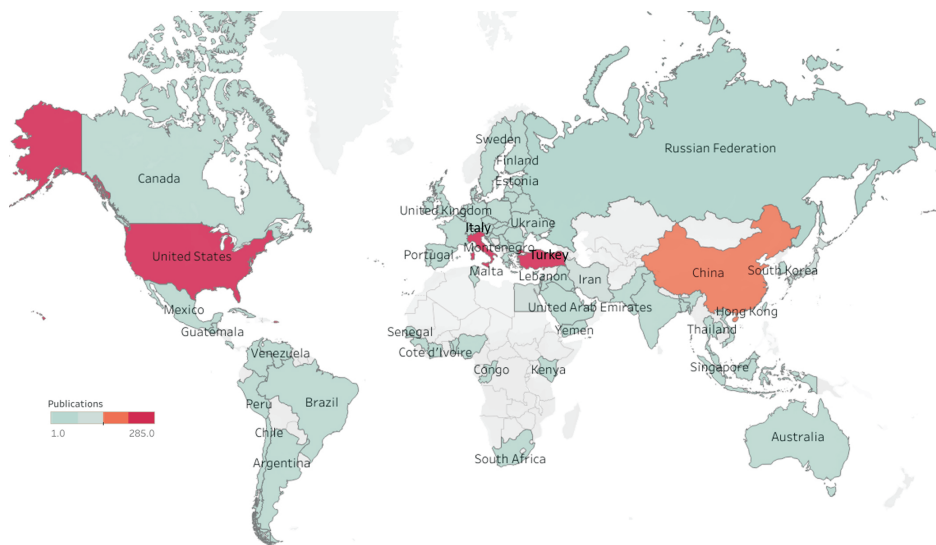 Sweden
Finland
Russian Federation
Canada
Estonia
United Kingdom
Ukraine
Italy
Montenegro
United States
Portugal
Turkey
Malta
Lebanon
Iran
China
South Korea
Mexico
United Arab Emirates
Hong Kong
Guatemala
Senegal
Yemen
Thailand
Venezuela
Cote d'Ivoire
Congo
Kenya
Singapore
Publications
Peru
Brazil
1.0
285.0
Chile
Australia
Argentina
South Africa